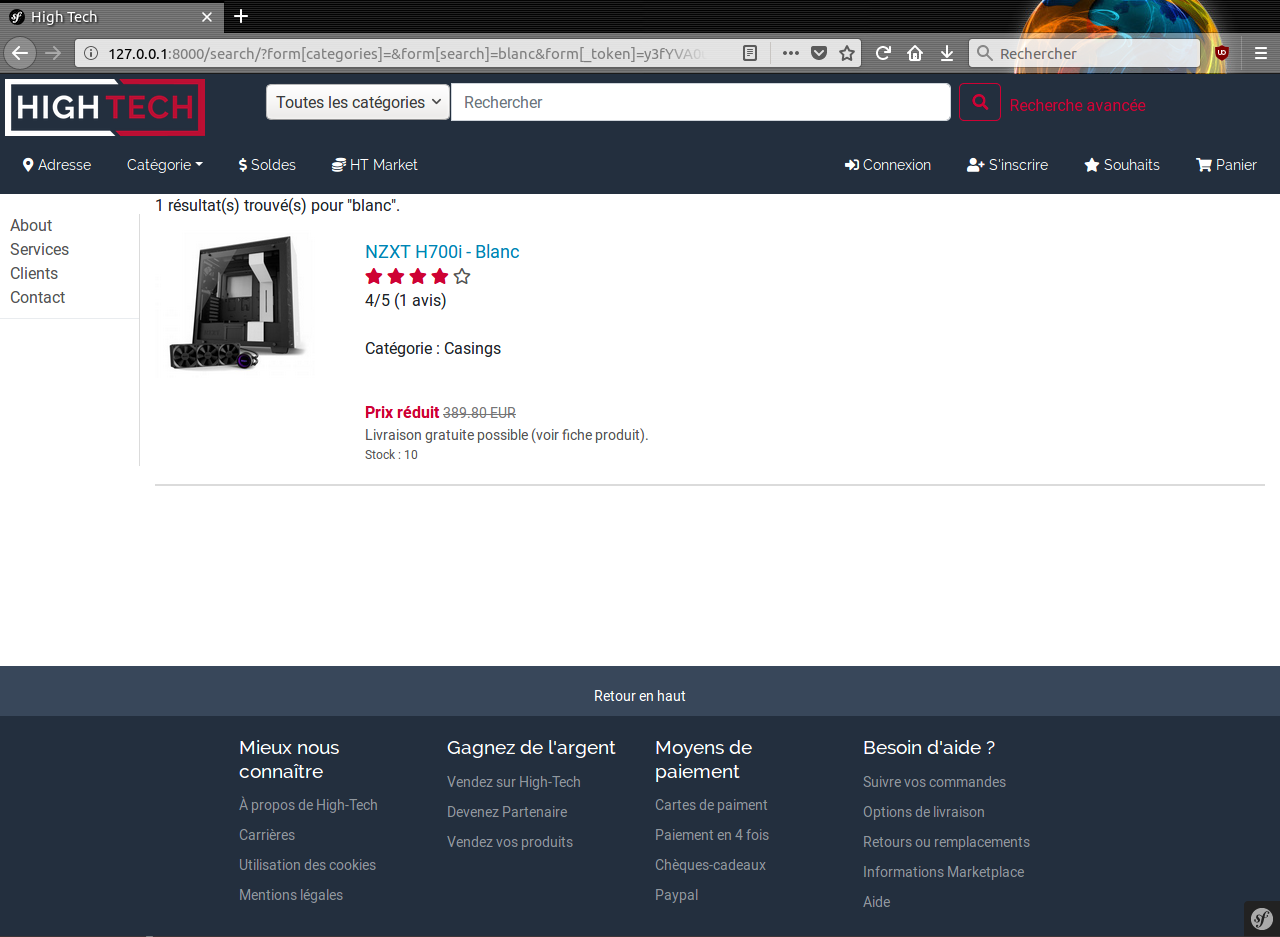 High Tech
127.0.0.1:8000/search/?form[categories]=&form[search]=blanc&form[_token]=y3fYVA0
Rechercher
HIGH TECH
Toutes les catégories
Rechercher
Recherche avancée
Adresse
Catégorie
$ Soldes
HT Market
Connexion
S'inscrire
Souhaits
Panier
1 résultat(s) trouvé(s) pour "blanc".
About
Services
Clients
Contact
NZXT H700i - Blanc
4/5 (1 avis)
Catégorie : Casings
Prix réduit 389.80 EUR
Livraison gratuite possible (voir fiche produit).
Stock : 10
Retour en haut
Mieux nous
connaître
À propos de High-Tech
Carrières
Utilisation des cookies
Mentions légales
Gagnez de l'argent
Vendez sur High-Tech
Devenez Partenaire
Vendez vos produits
Moyens de
paiement
Cartes de paiment
Paiement en 4 fois
Chèques-cadeaux
Paypal
Besoin d'aide ?
Suivre vos commandes
Options de livraison
Retours ou remplacements
Informations Marketplace
Aide
sf